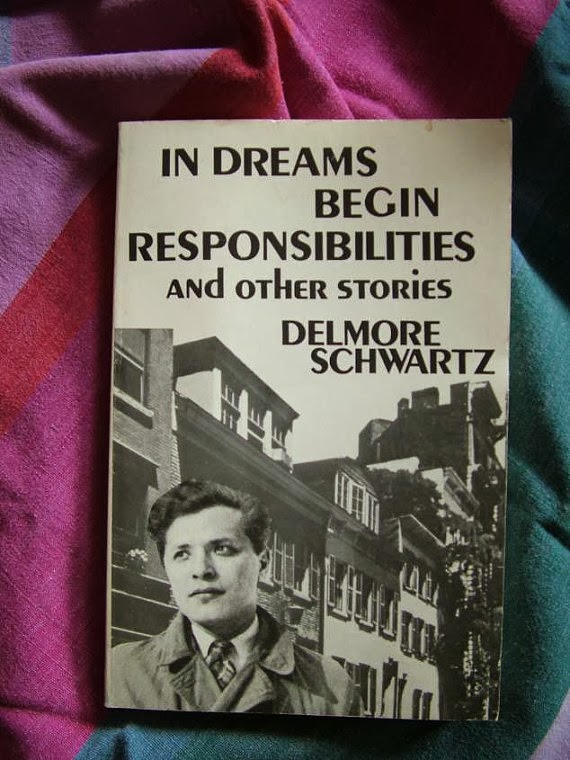 IN DREAMS
BEGIN
RESPONSIBILITIES
AND OTHER STORIES
DELMORE
SCHWARTZ